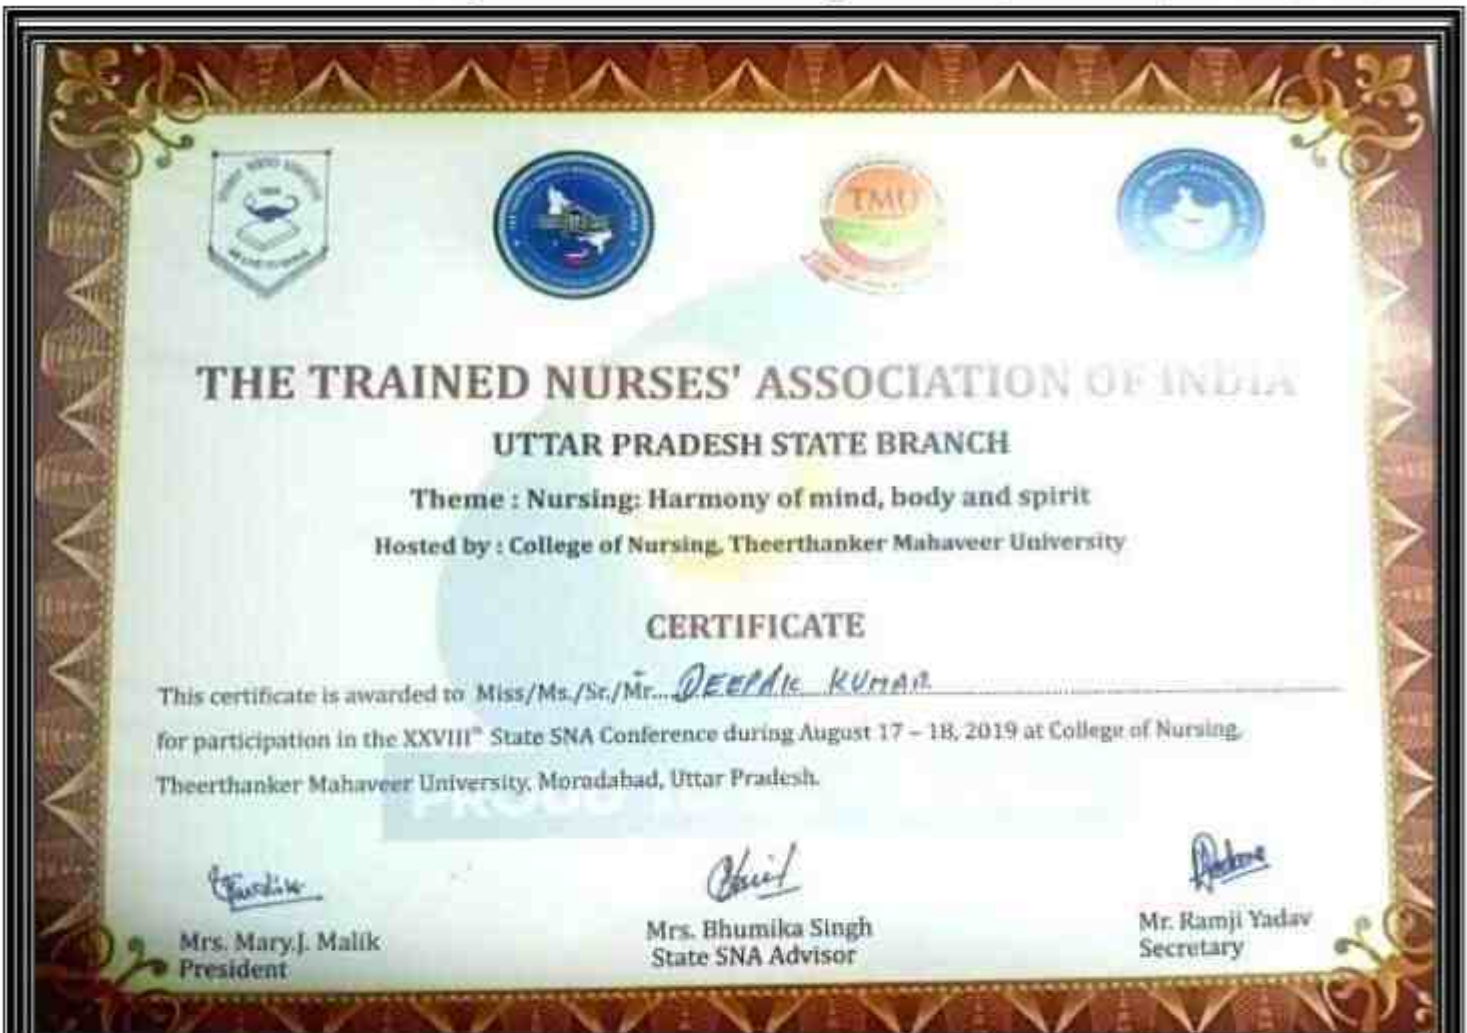 TMU
THE TRAINED NURSES' ASSOCIATION OF INDIA
UTTAR PRADESH STATE BRANCH
Theme : Nursing: Harmony of mind, body and spirit
Hosted by : College of Nursing, Theerthanker Mahaveer University
CERTIFICATE
This certificate is awarded to Miss/Ms./Sr./Mr... DEEPAK KUMAR
for participation in the XXVIIIth State SNA Conference during August 17 – 18, 2019 at College of Nursing,
Theerthanker Mahaveer University, Moradabad, Uttar Pradesh.
PROUD
Mrs. Mary.J. Malik
President
Mrs. Bhumika Singh
State SNA Advisor
Mr. Ramji Yadav
Secretary